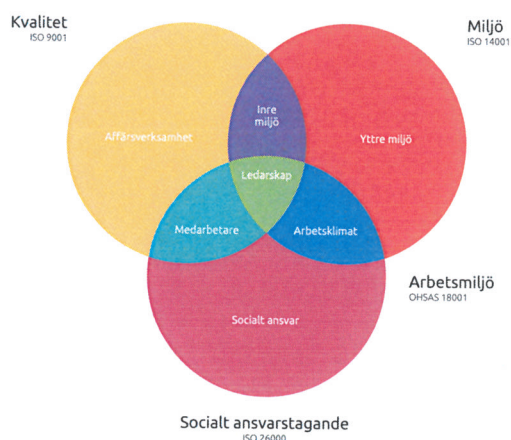 Kvalitet
ISO 9001
Miljö
ISO 14001
Inre
miljö
Affärsverksamhet
Yttre miljö
Ledarskap
Medarbetare
Arbetsklimat
Arbetsmiljö
OHSAS 18001
Socialt ansvar
Socialt ansvarstagande
ISO 26000